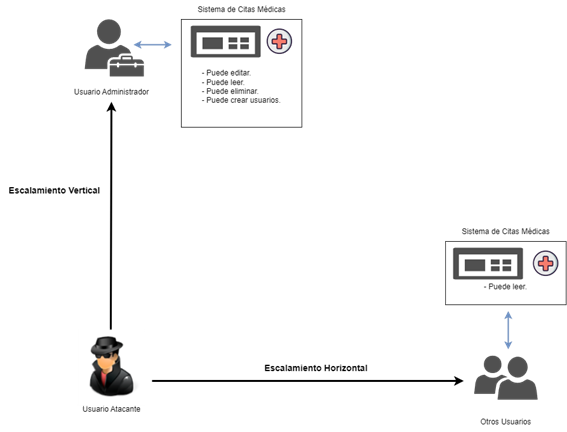 Sistema de Citas Médicas
- Puede editar.
- Puede leer.
- Puede eliminar.
- Puede crear usuarios.
Usuario Administrador
Escalamiento Vertical
Sistema de Citas Médicas
- Puede leer.
Escalamiento Horizontal
Usuario Atacante
Otros Usuarios